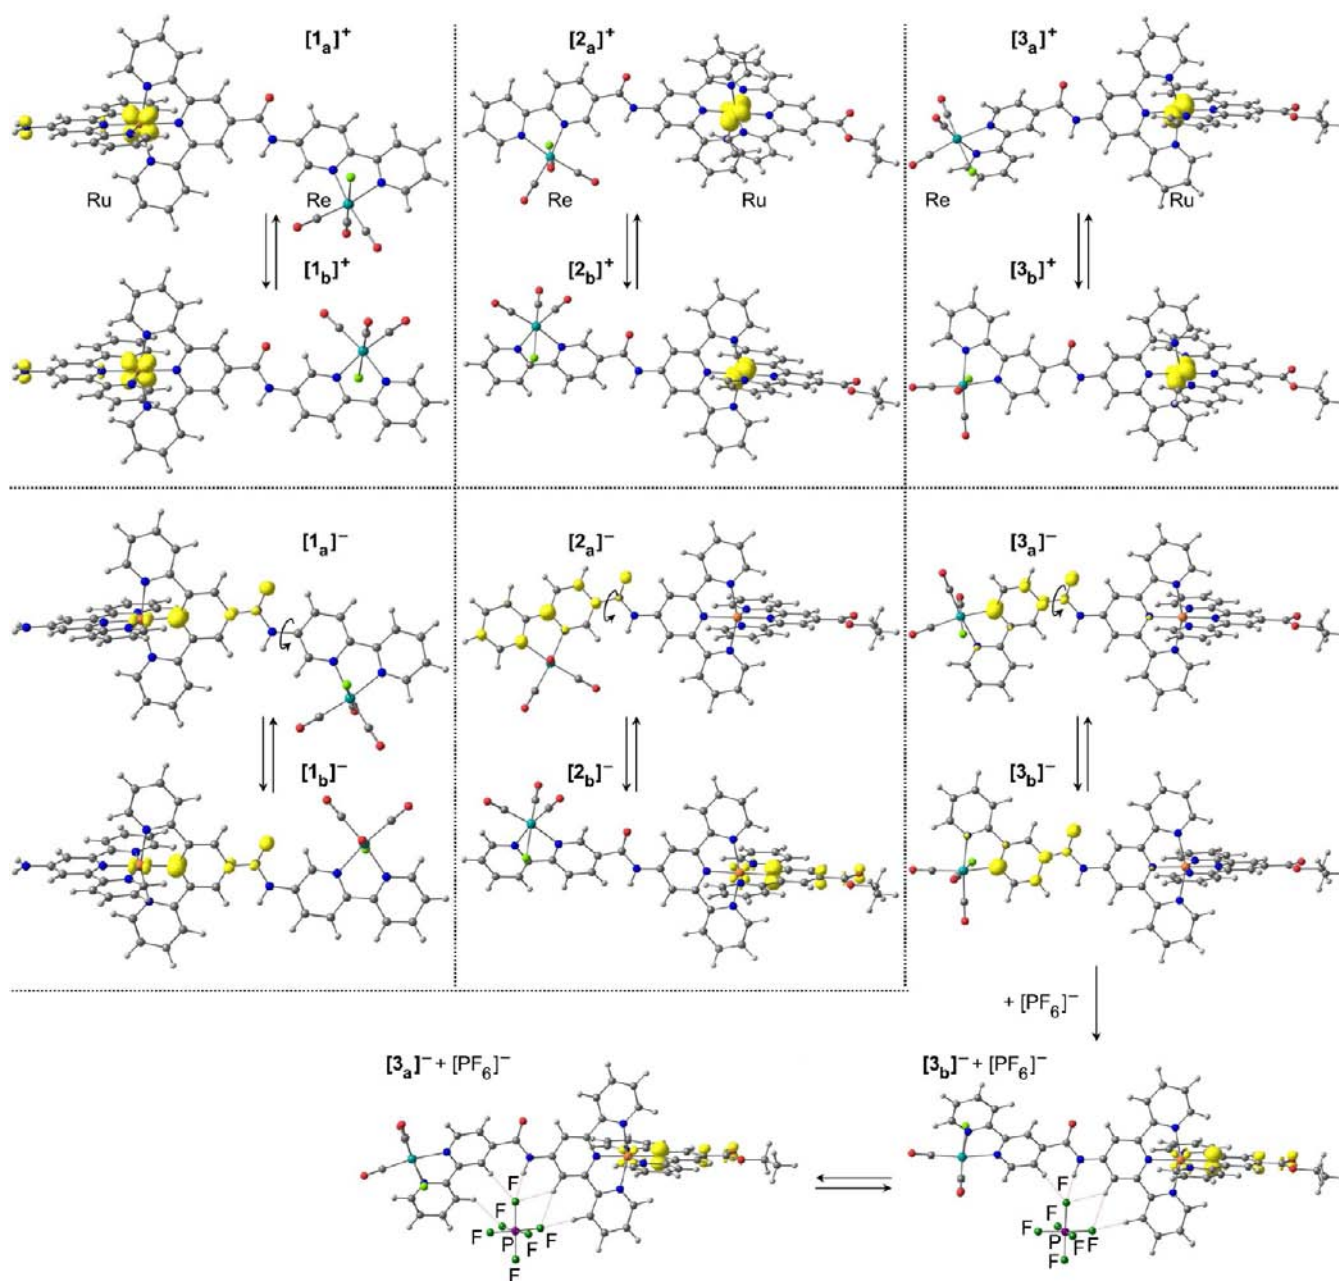 [1a]+
[2a]+
[3a]+
Ru
Re
Re
Ru
Re
Ru
[1b]+
[2b]+
[3b]+
[1a]−
[2a]−
[3a]−
[1b]−
[2b]−
[3b]−
+ [PF6]−
[3a]− + [PF6]−
[3b]− + [PF6]−
F
F
F
P
F
F
F
F
F
F
P
F
F